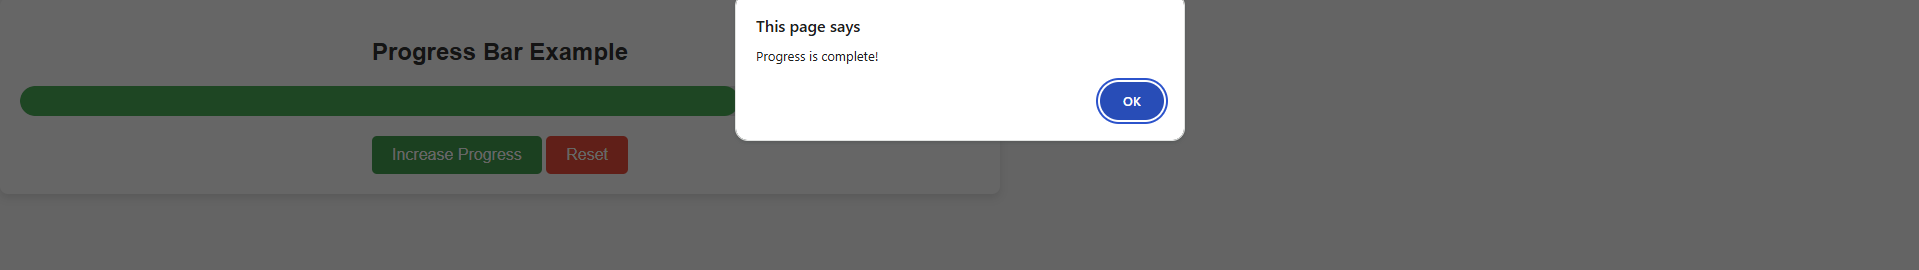 This page says
Progress is complete!
OK
Progress Bar Example
Increase Progress
Reset